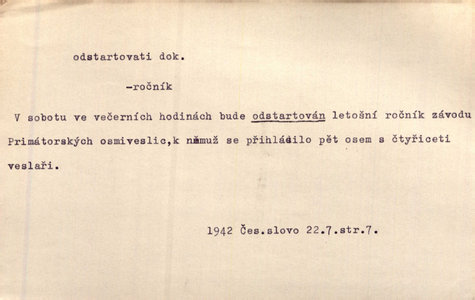 odstartovati dok.
-ročník
V sobotu ve večerních hodinách bude odstartován letošní ročník závodu
Primátorských osmiveslic,k němuž se přihlásilo pět osem s čtyřiceti
veslaři.
1942 Čes.slovo 22.7.str.7.